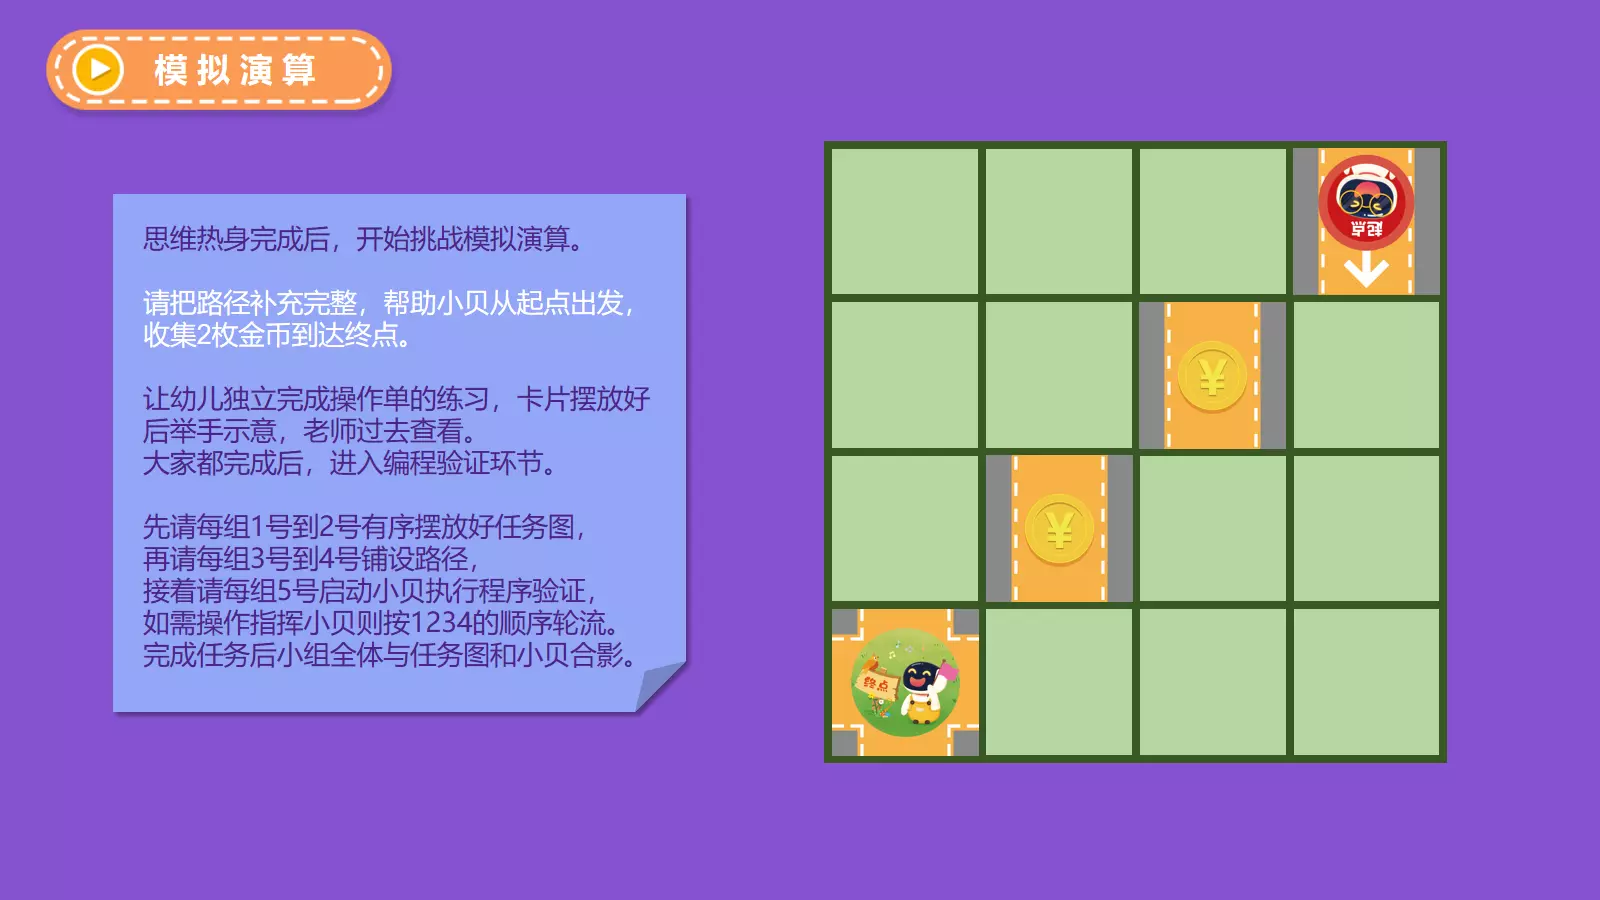 模拟演算
思维热身完成后，开始挑战模拟演算。
请把路径补充完整，帮助小贝从起点出发，
收集2枚金币到达终点。
让幼儿独立完成操作单的练习，卡片摆放好
后举手示意，老师过去查看。
大家都完成后，进入编程验证环节。
先请每组1号到2号有序摆放好任务图，
再请每组3号到4号铺设路径，
接着请每组5号启动小贝执行程序验证，
如需操作指挥小贝则按1234的顺序轮流。
完成任务后小组全体与任务图和小贝合影。
起点
¥
¥
终点